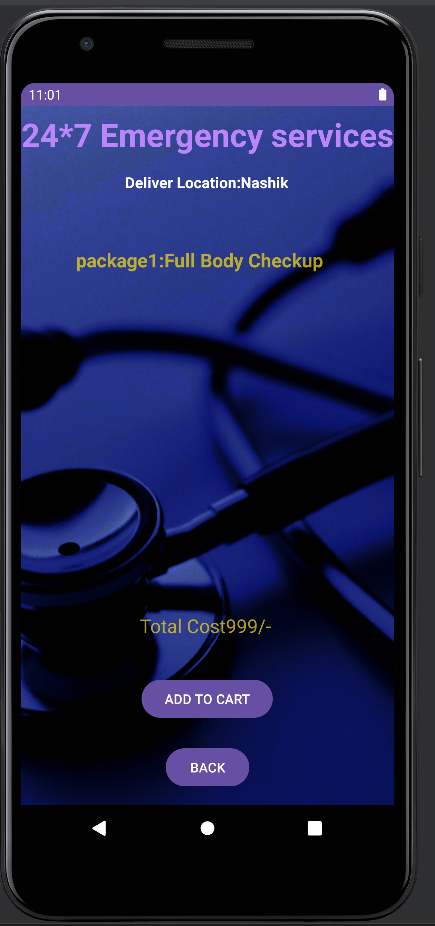 11:01
24*7 Emergency services
Deliver Location:Nashik
package1:Full Body Checkup
Total Cost999/-
ADD TO CART
BACK